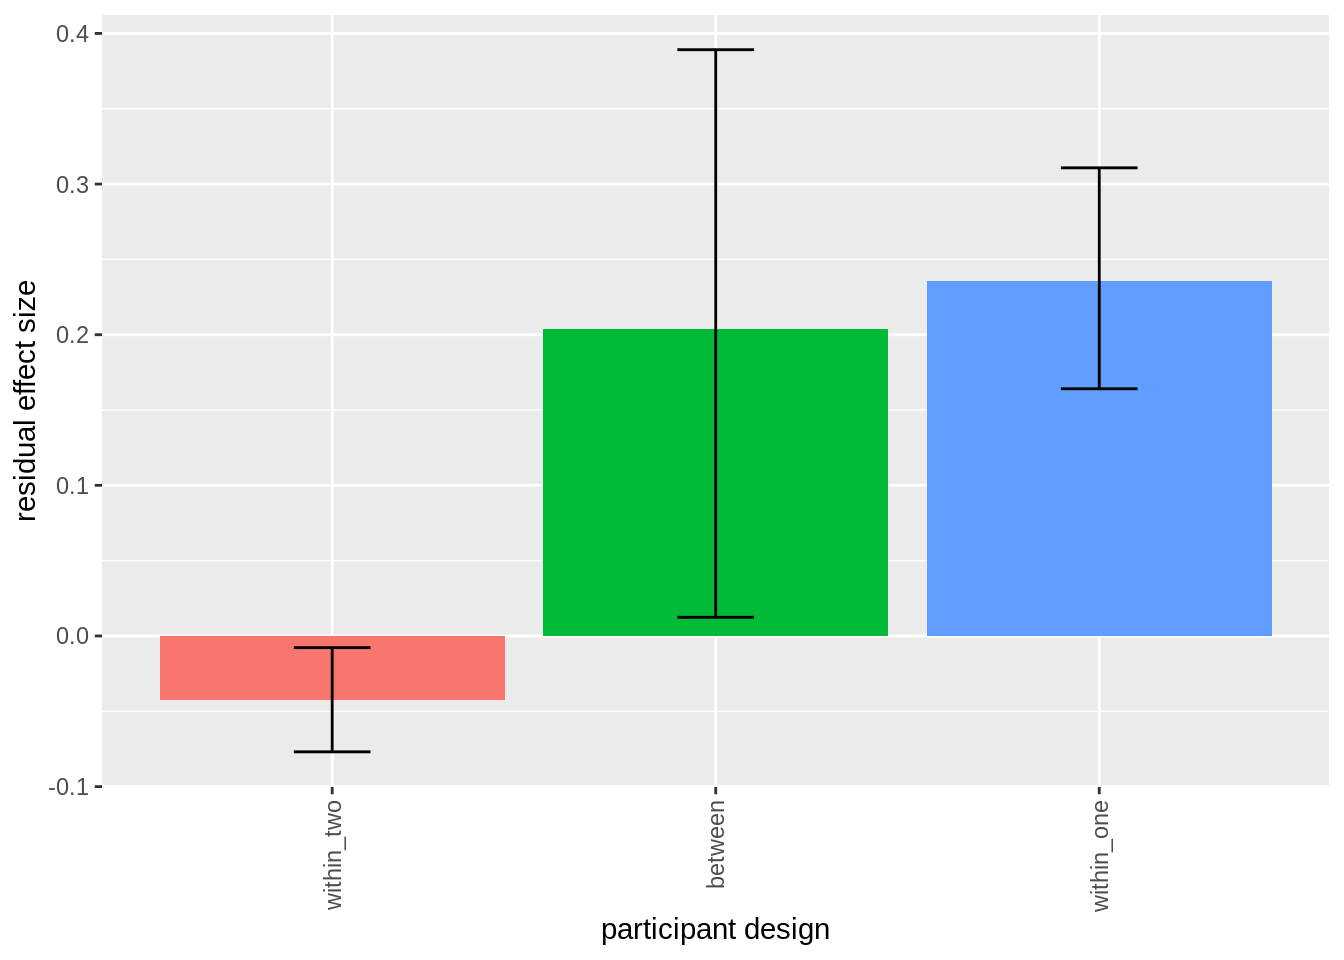 residual effect size
0.4
0.3
0.2
0.1
0.0
-0.1
within_two
between
within_one
participant design